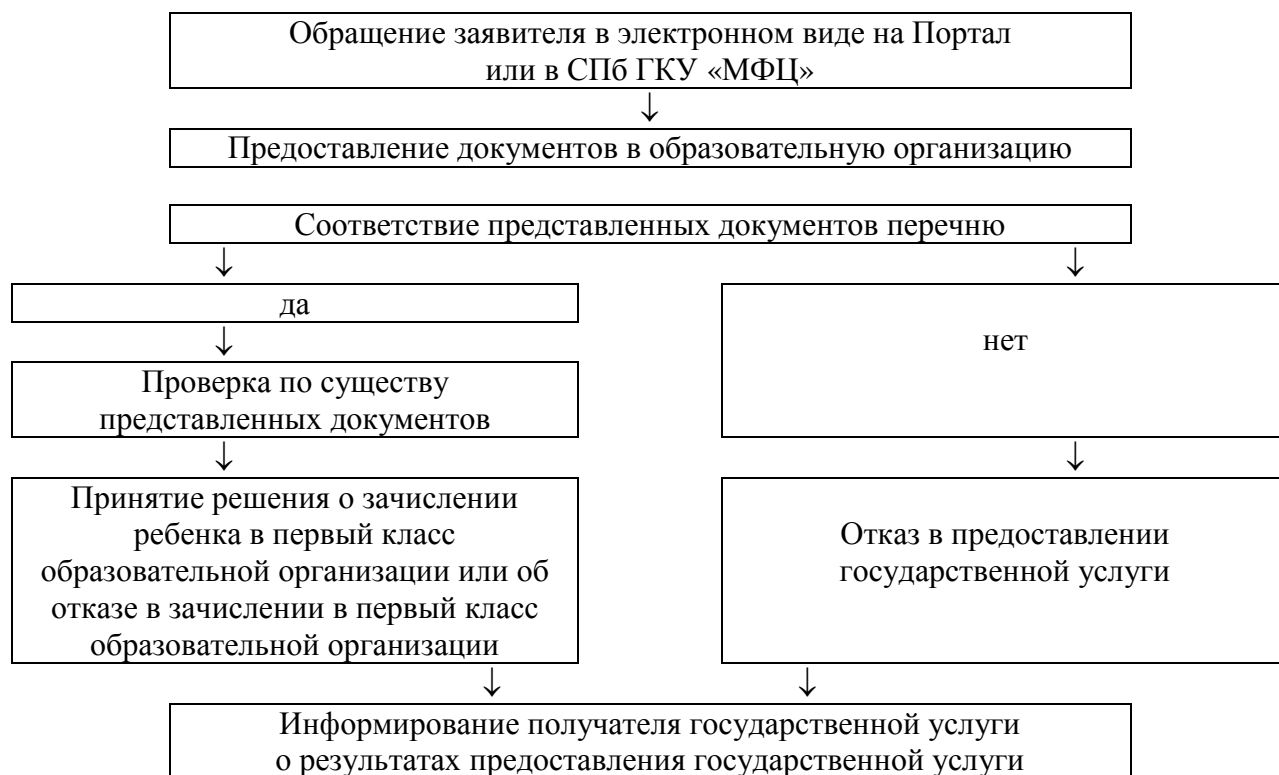 Обращение заявителя в электронном виде на Портал
или в СПб ГКУ «МФЦ»
Предоставление документов в образовательную организацию
Соответствие представленных документов перечню
да
нет
Проверка по существу
представленных документов
Принятие решения о зачислении
ребенка в первый класс
образовательной организации или об
отказе в зачислении в первый класс
образовательной организации
Отказ в предоставлении
государственной услуги
Информирование получателя государственной услуги
о результатах предоставления государственной услуги